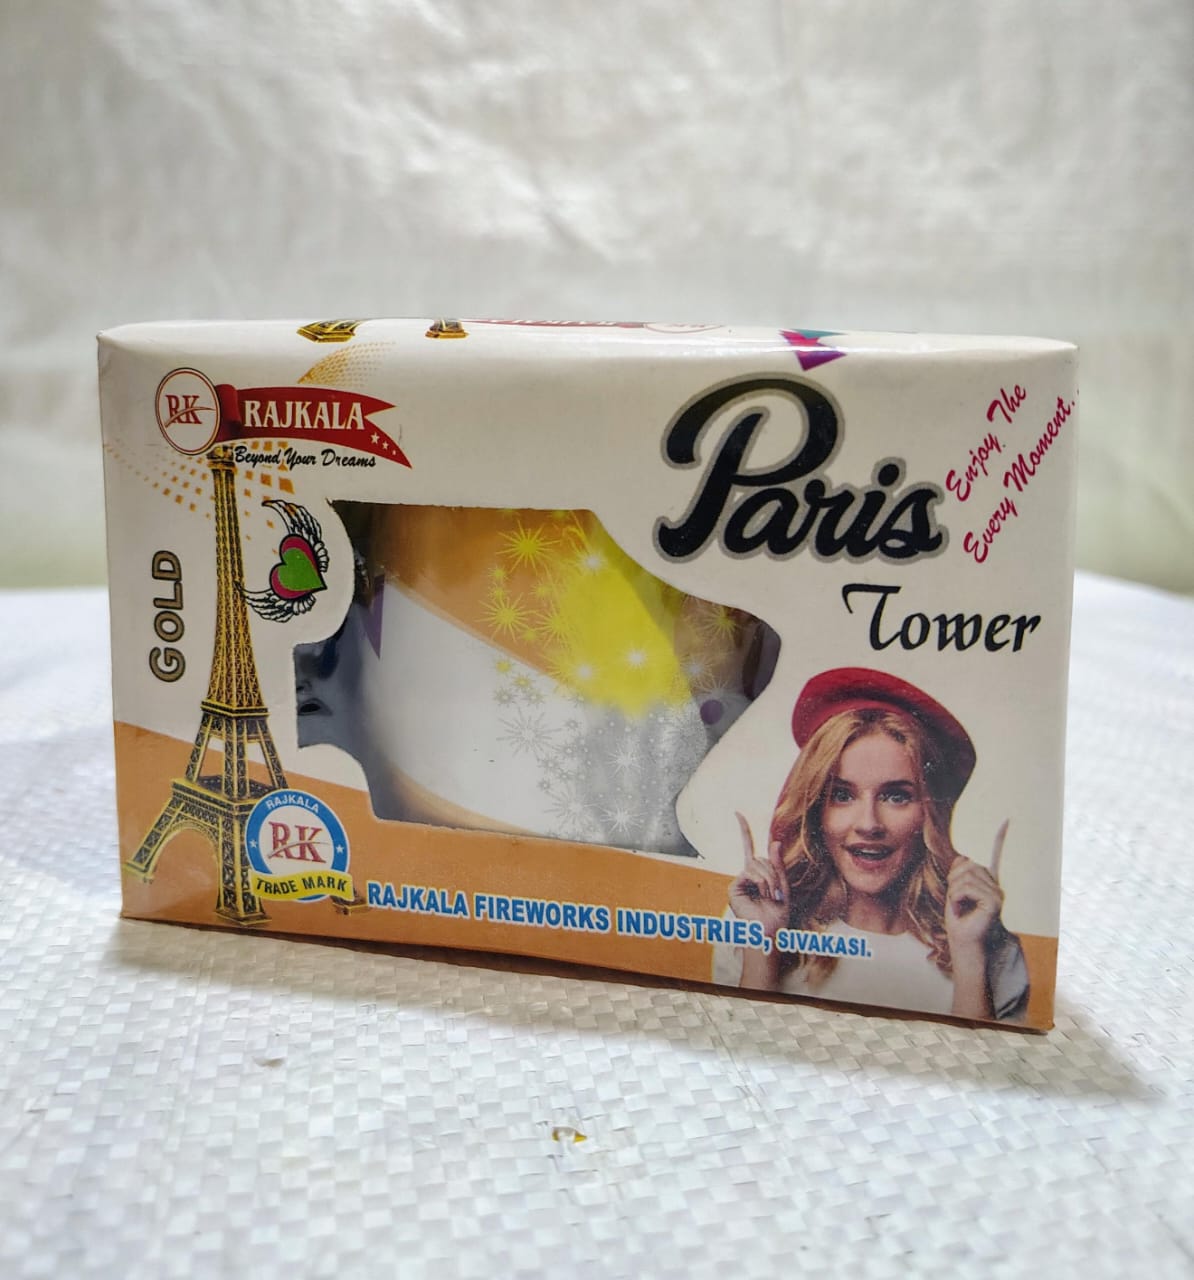 RK
RAJKALA
Beyond Your Dreams
Paris
Tower
Enjoy The
Every Moment...
GOLD
RAJKALA
RK
TRADE MARK
RAJKALA FIREWORKS INDUSTRIES, SIVAKASI.